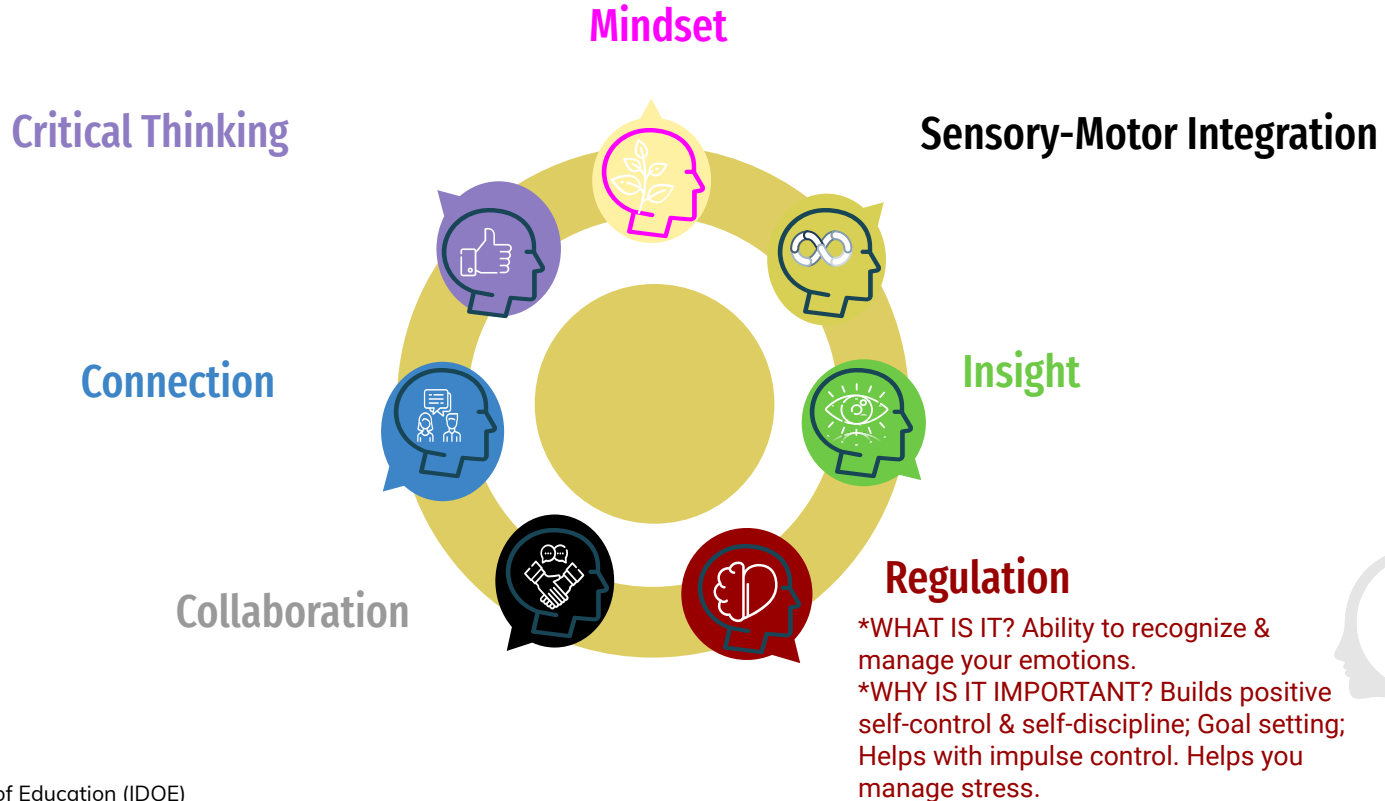 Mindset
Critical Thinking
Sensory-Motor Integration
Connection
Insight
Collaboration
Regulation
*WHAT IS IT? Ability to recognize &
manage your emotions.
*WHY IS IT IMPORTANT? Builds positive
self-control & self-discipline; Goal setting;
Helps with impulse control. Helps you
manage stress.
of Education (IDOE)